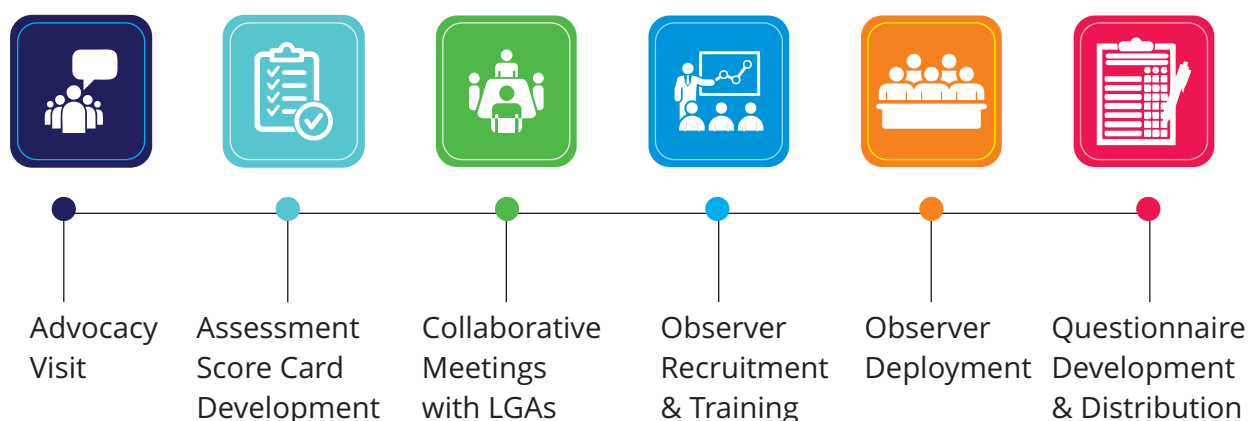 Advocacy
Visit
Assessment
Score Card
Development
Collaborative
Meetings
with LGAs
Observer
Recruitment
& Training
Observer
Deployment
Questionnaire
Development
& Distribution